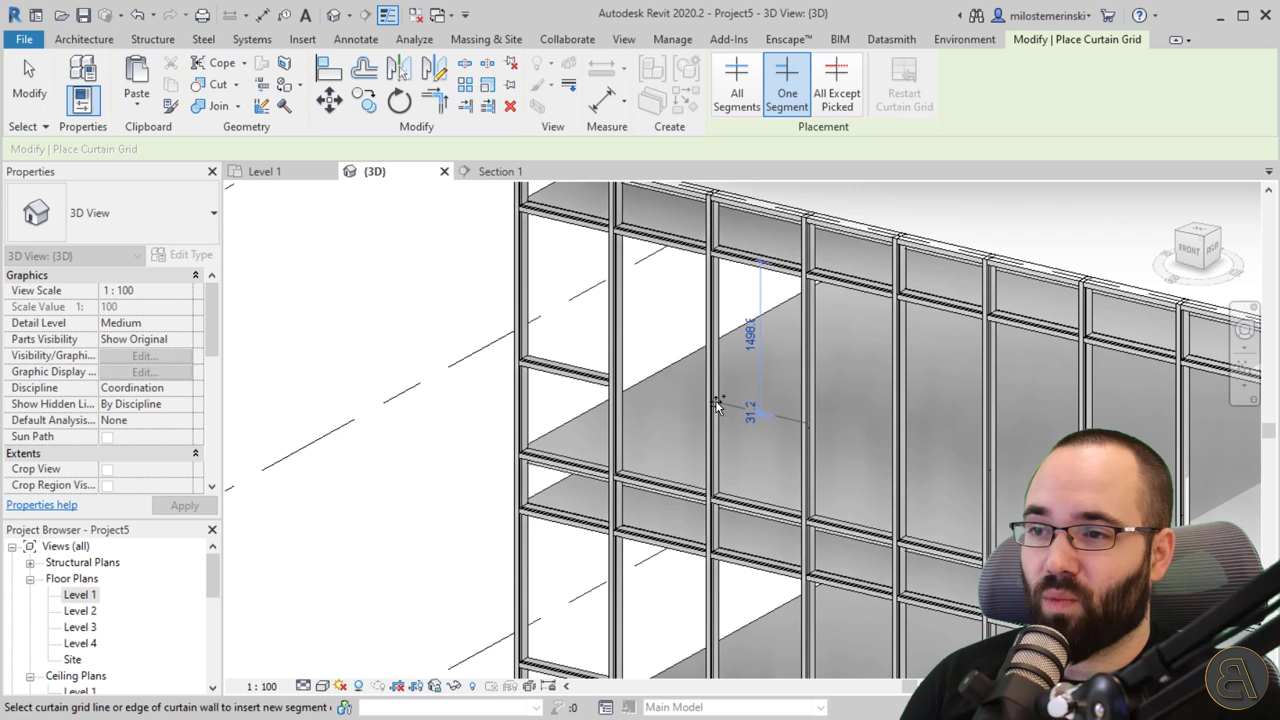 Autodesk Revit 2020.2 - Project5 - 3D View: {3D}
milostemerinski
File Architecture Structure Steel Systems Insert Annotate Analyze Massing & Site Collaborate View Manage Add-Ins Enscape™ BIM Datasmith Environment Modify | Place Curtain Grid
Modify
Paste
Cope
Cut
Join
All Segments
One Segment
All Except Picked
Restart Curtain Grid
Select Properties Clipboard Geometry Modify View Measure Create Placement
Modify | Place Curtain Grid
Properties
Level 1
{3D}
Section 1
3D View
3D View: {3D}
Edit Type
Graphics
View Scale 1 : 100
Scale Value 1: 100
Detail Level Medium
Parts Visibility Show Original
Visibility/Graphi... Edit...
Graphic Display ... Edit...
Discipline Coordination
Show Hidden Li... By Discipline
Default Analysis... None
Sun Path
Extents
Crop View
Crop Region Vis...
Properties help
Apply
Project Browser - Project5
Views (all)
Structural Plans
Floor Plans
Level 1
Level 2
Level 3
Level 4
Site
Ceiling Plans
Level 1
31.2
FRONT
1 : 100
Select curtain grid line or edge of curtain wall to insert new segment
:0
Main Model